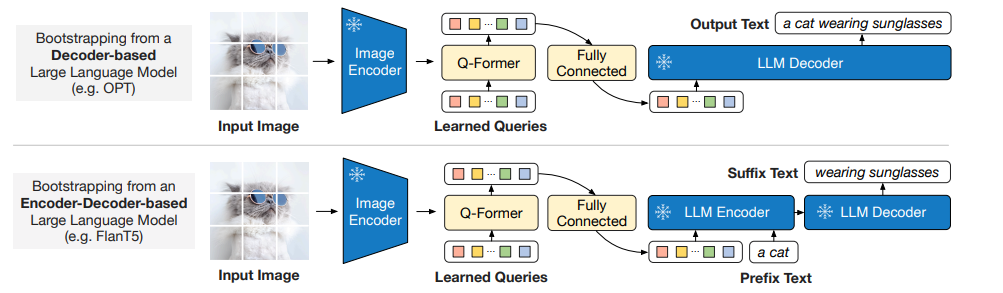 Bootstrapping from a
Decoder-based
Large Language Model
(e.g. OPT)
Input Image
Image
Encoder
Q-Former
Learned Queries
Fully
Connected
Output Text
a cat wearing sunglasses
LLM Decoder
Bootstrapping from an
Encoder-Decoder-based
Large Language Model
(e.g. FlanT5)
Input Image
Image
Encoder
Q-Former
Learned Queries
Fully
Connected
Suffix Text
wearing sunglasses
LLM Encoder
LLM Decoder
a cat
Prefix Text